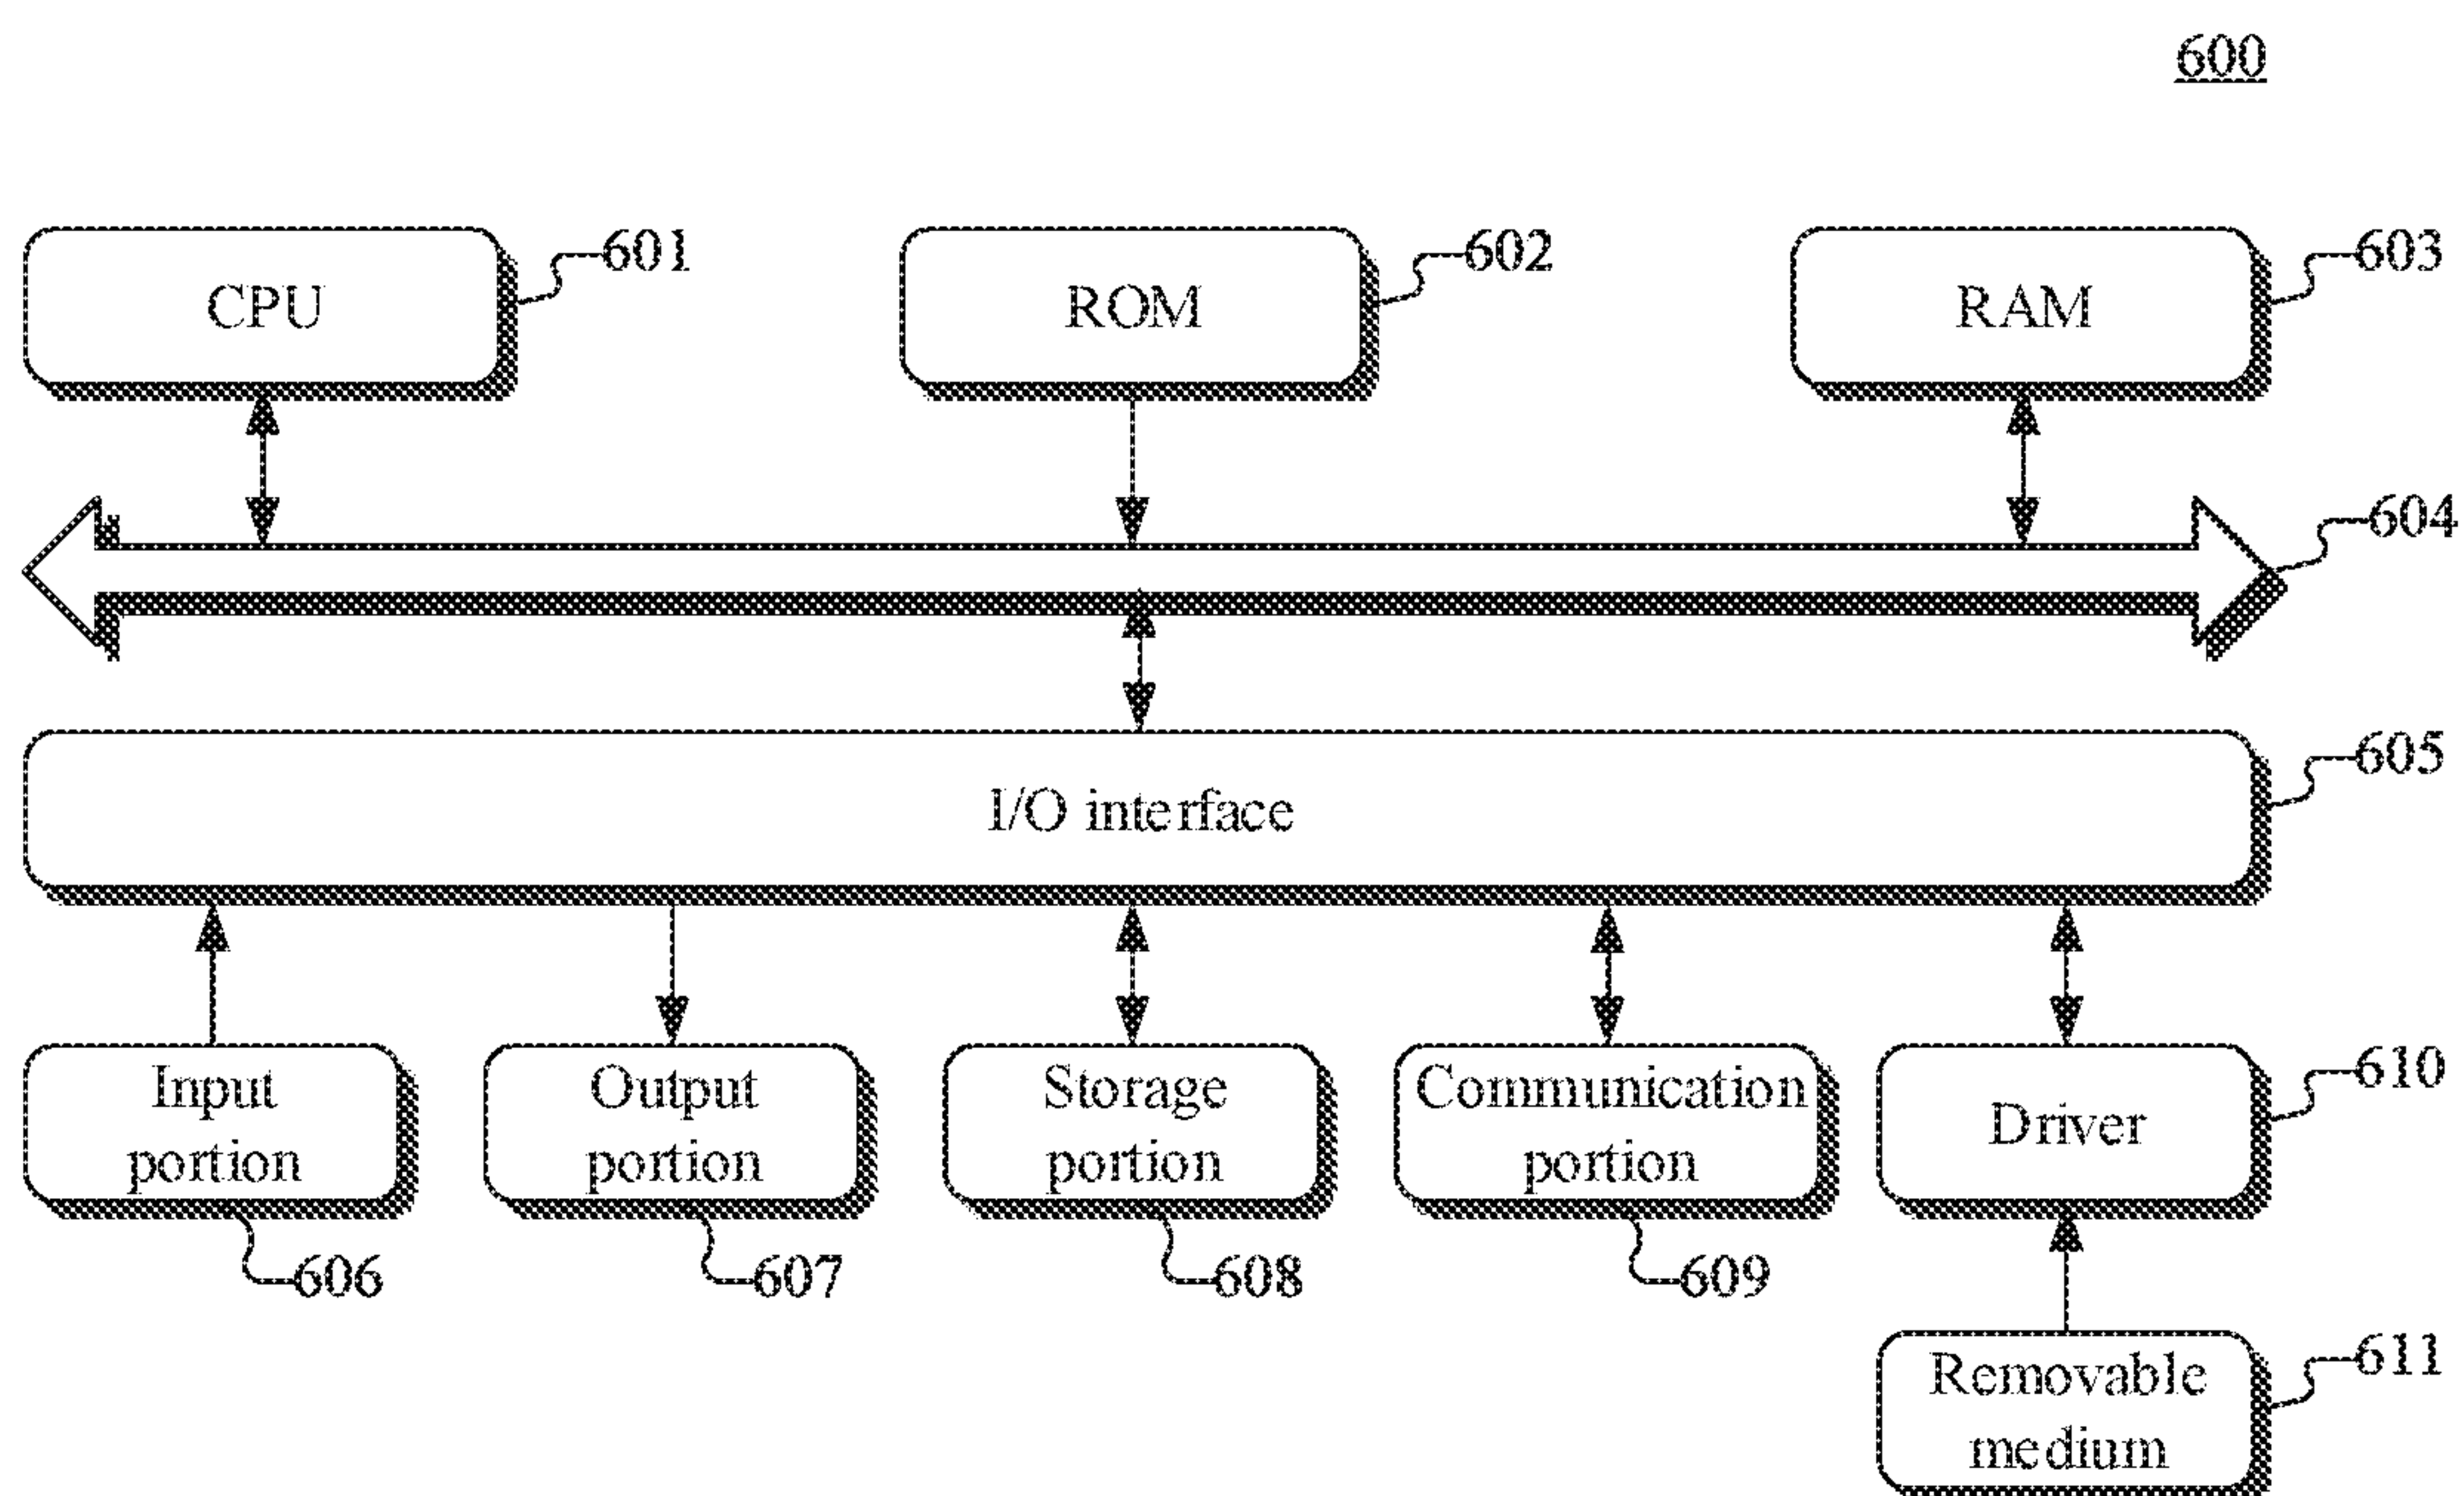 600
CPU
601
ROM
602
RAM
603
604
I/O interface
605
Input
portion
606
Output
portion
607
Storage
portion
608
Communication
portion
609
Driver
610
Removable
medium
611